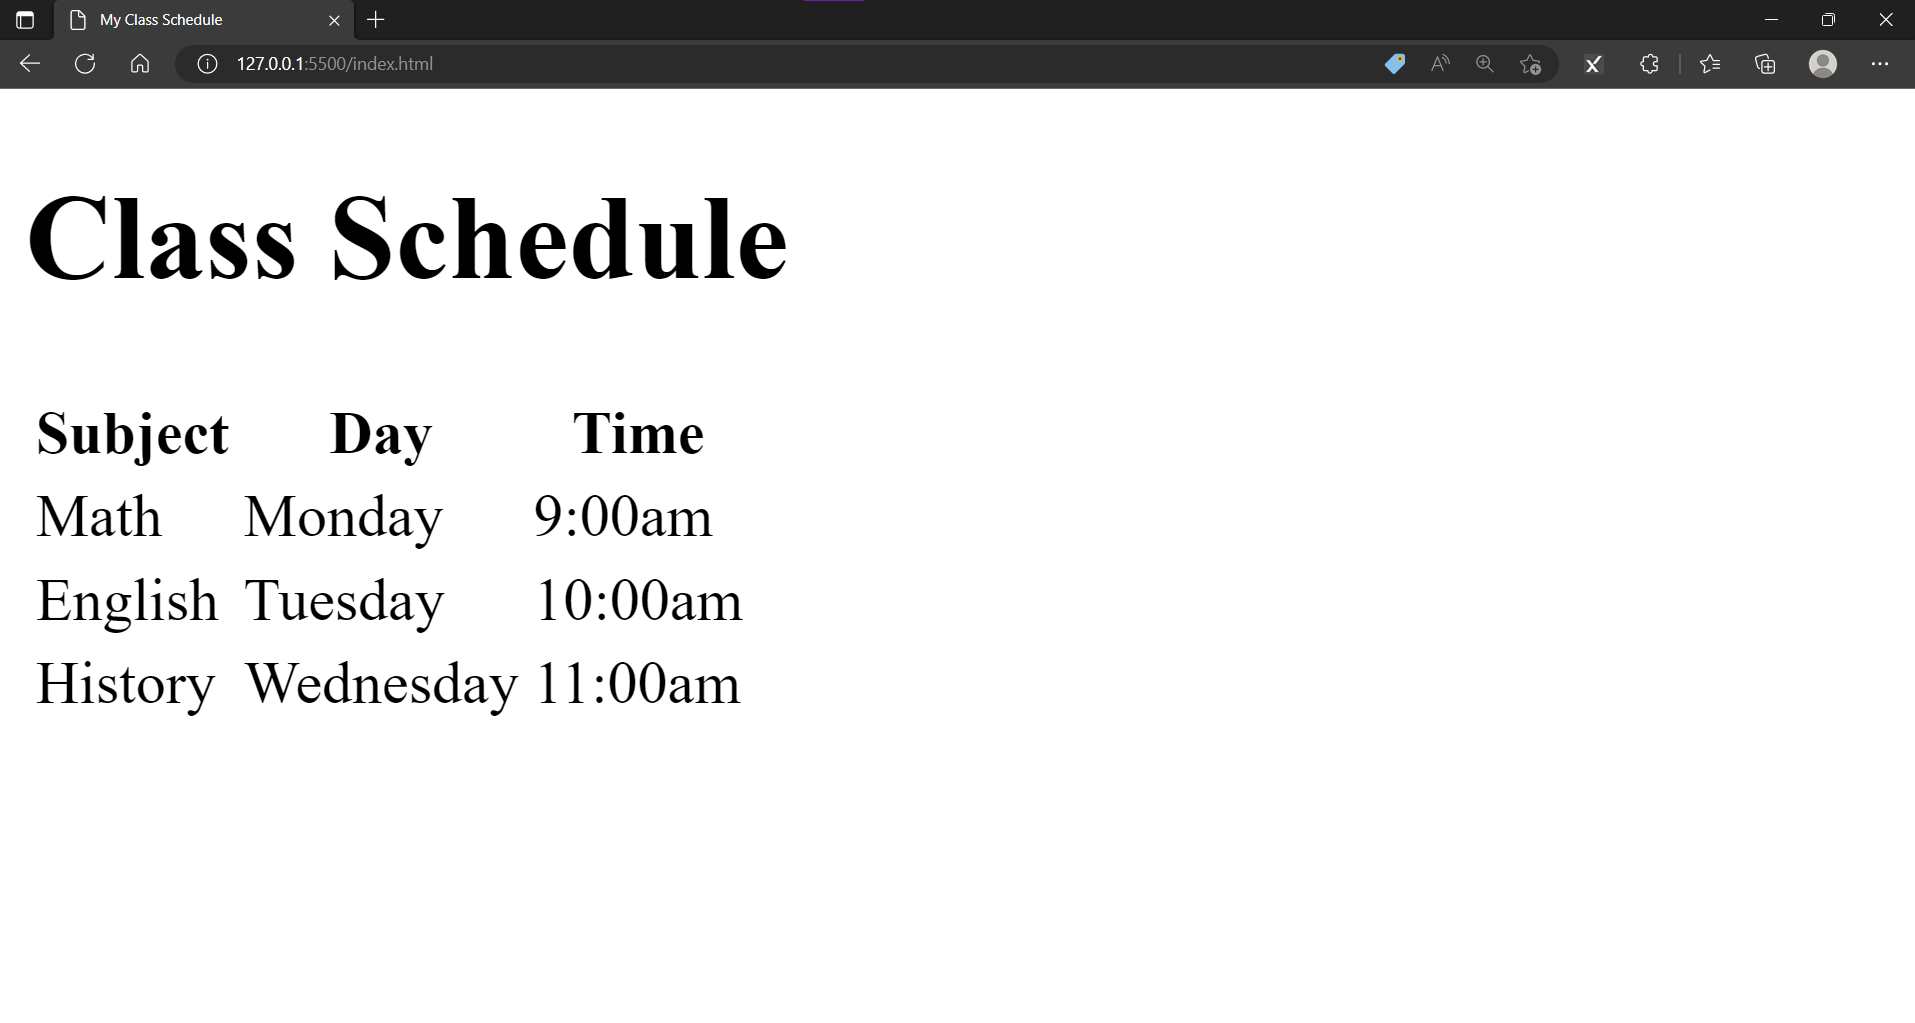 My Class Schedule
127.0.0.1:5500/index.html
Class Schedule
Subject Day Time
Math Monday 9:00am
English Tuesday 10:00am
History Wednesday 11:00am